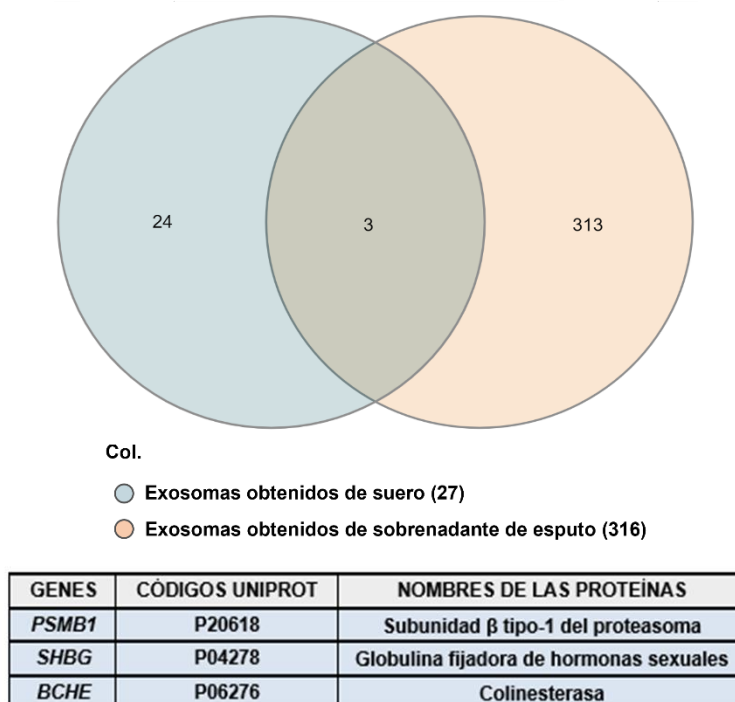 24 3 313
Col.
Exosomas obtenidos de suero (27)
Exosomas obtenidos de sobrenadante de esputo (316)
GENES CÓDIGOS UNIPROT NOMBRES DE LAS PROTEÍNAS
PSMB1 P20618 Subunidad β tipo-1 del proteasoma
SHBG P04278 Globulina fijadora de hormonas sexuales
BCHE P06276 Colinesterasa